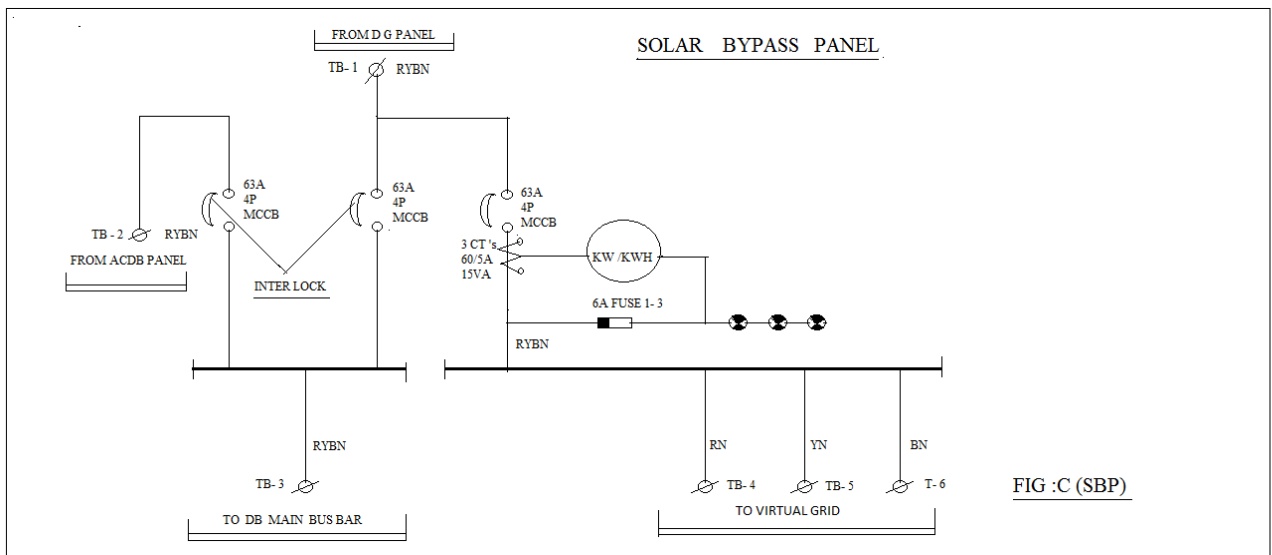 FROM D G PANEL
SOLAR BYPASS PANEL
TB- 1
RYBN
63A
4P
MCCB
63A
4P
MCCB
63A
4P
MCCB
TB - 2
RYBN
FROM ACDB PANEL
INTER LOCK
3 CT 's
60/5A
15VA
KW /KWH
6A FUSE 1- 3
RYBN
RYBN
RN
YN
BN
TB- 3
TB- 4
TB- 5
T- 6
TO DB MAIN BUS BAR
TO VIRTUAL GRID
FIG :C (SBP)